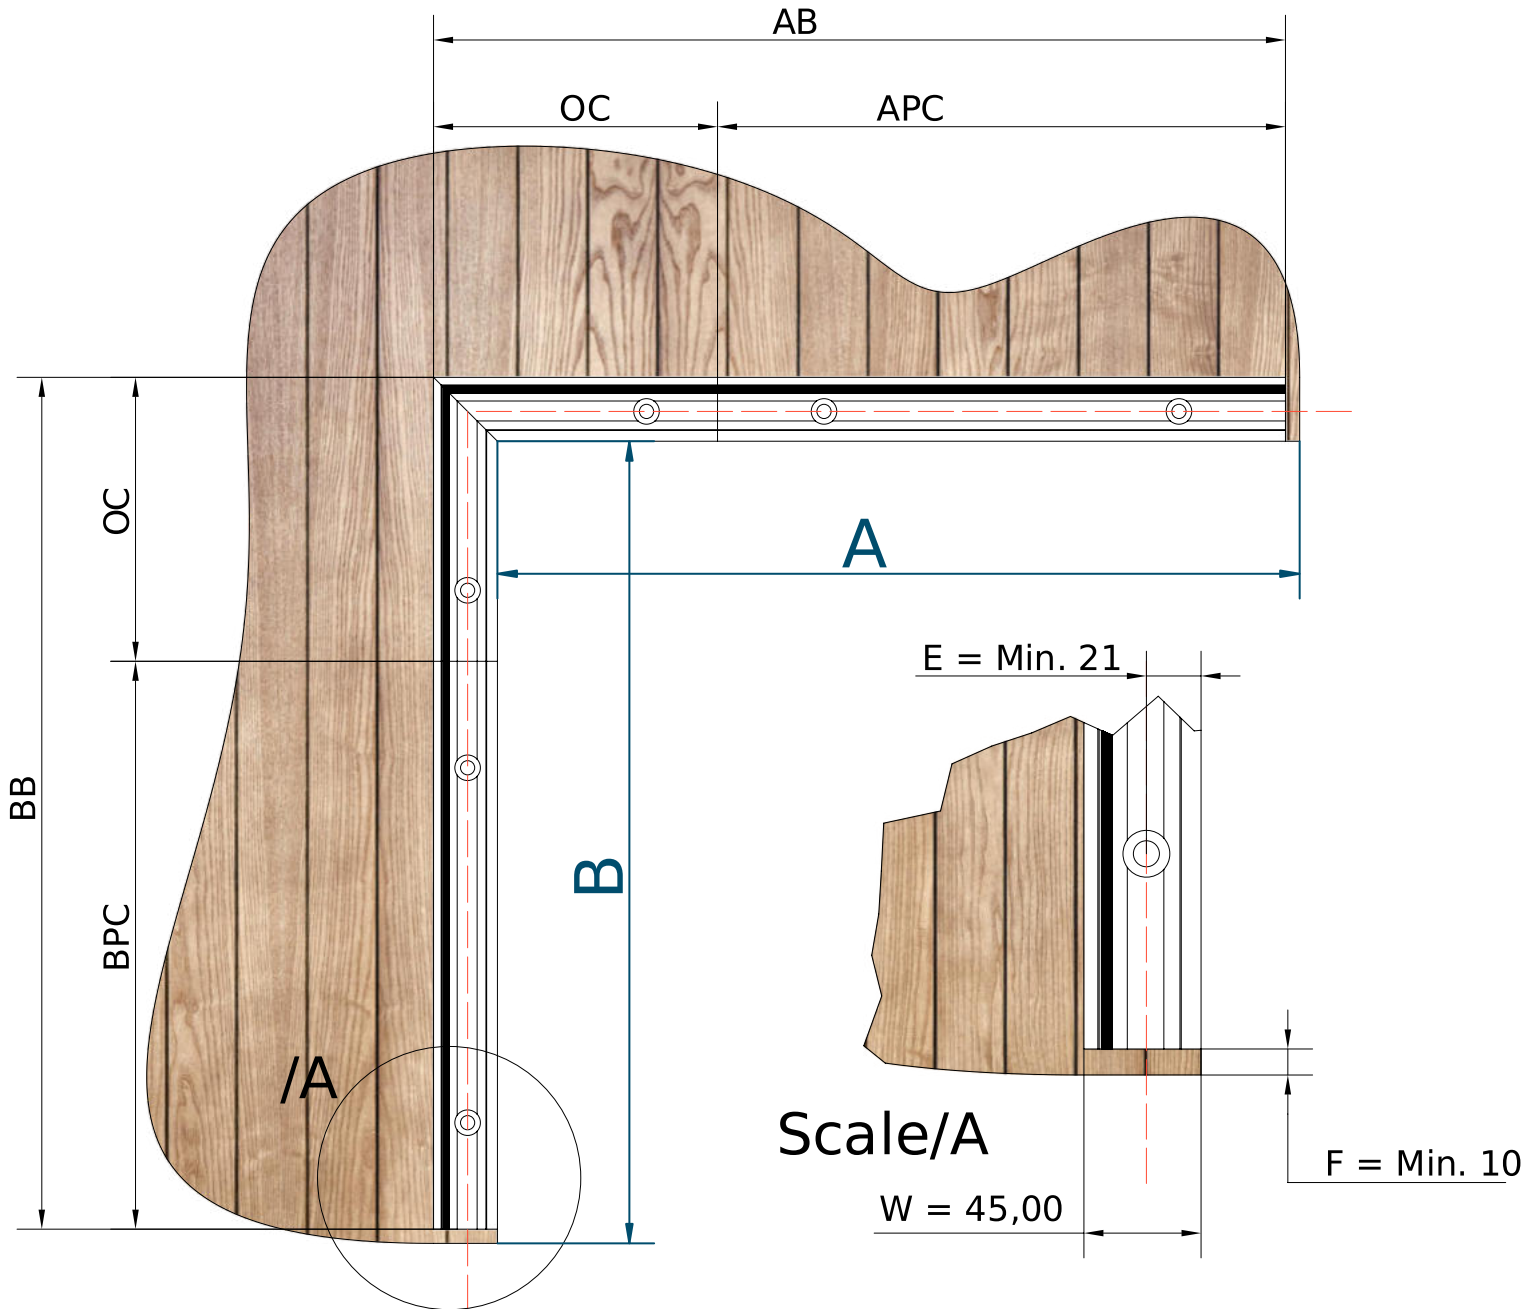 AB
OC
APC
OC
A
E = Min. 21
BB
B
BPC
/A
Scale/A
F = Min. 10
W = 45,00